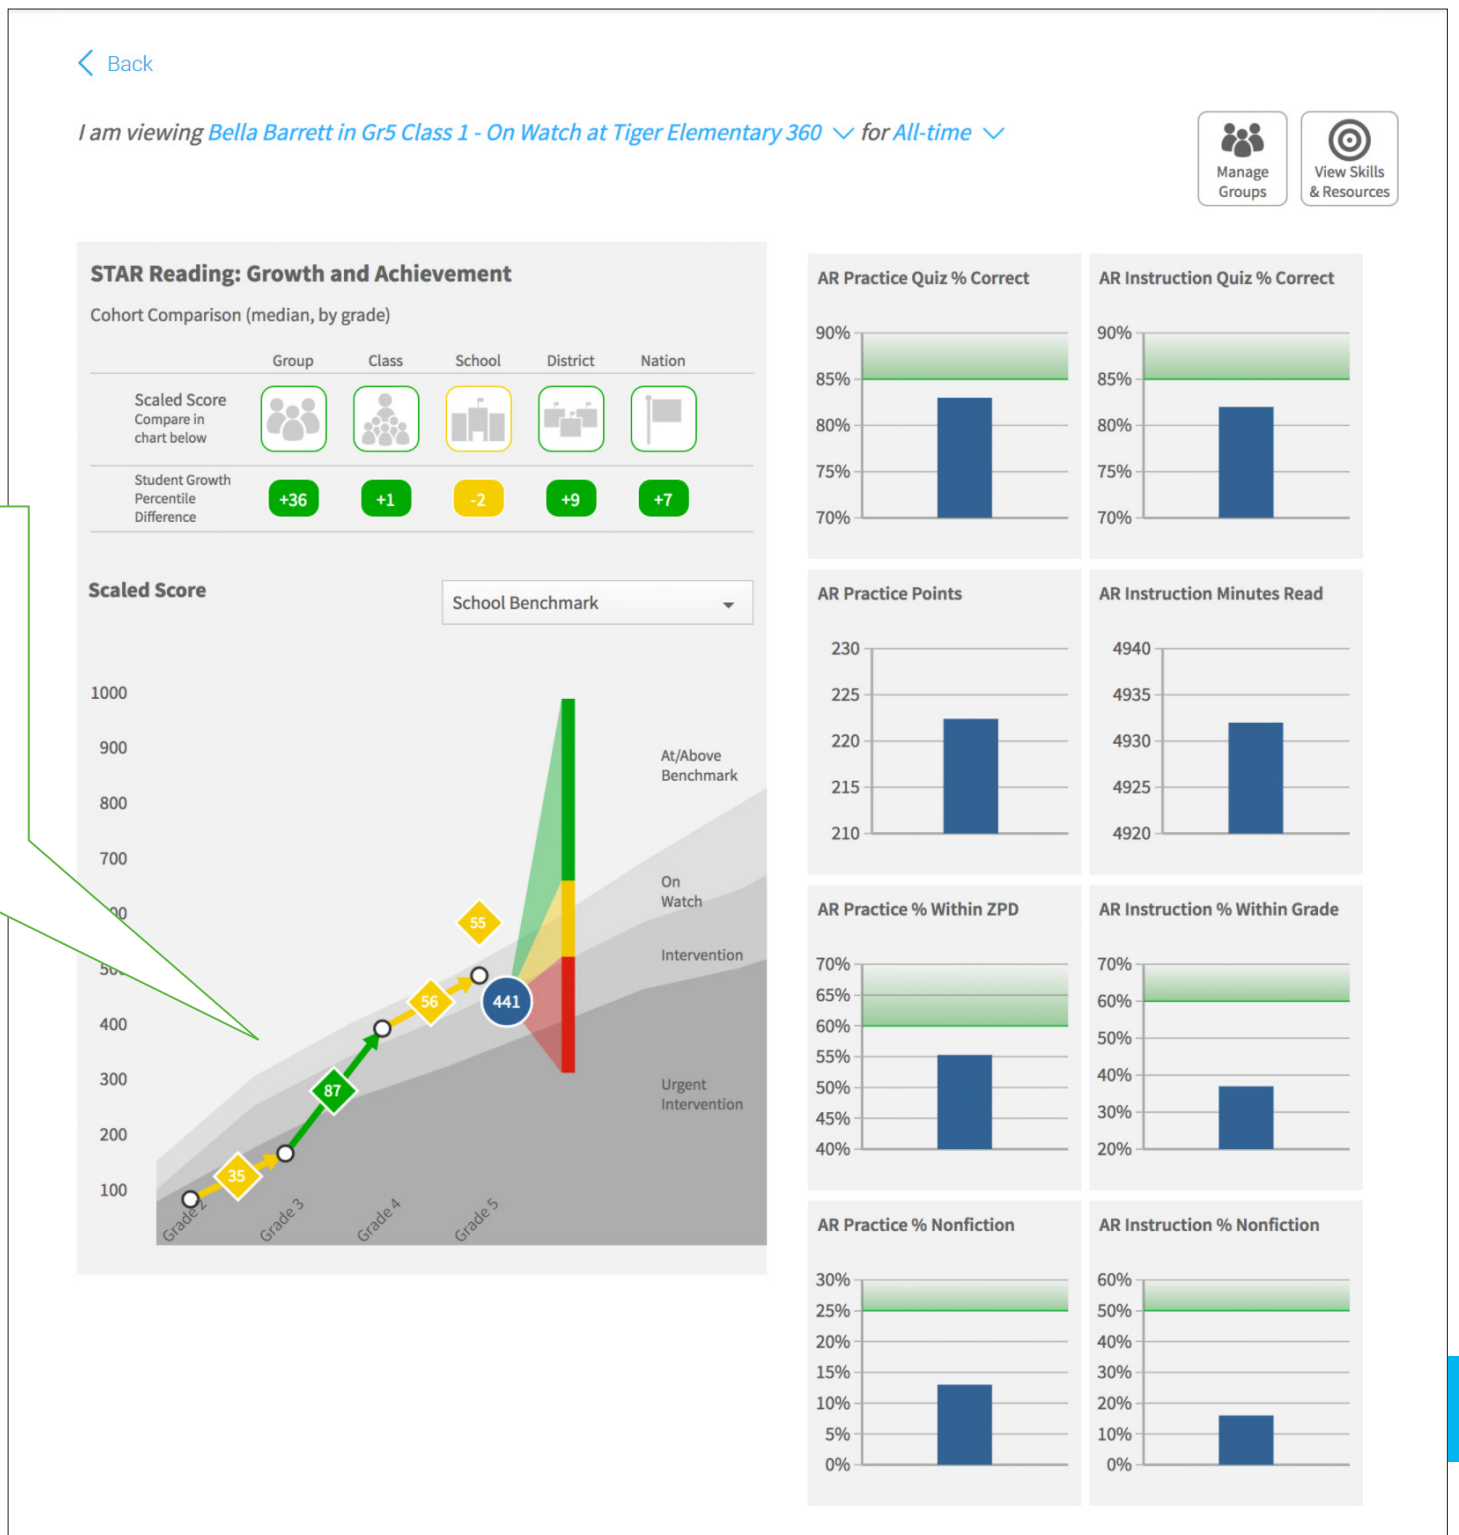 Back
I am viewing Bella Barrett in Gr5 Class 1 - On Watch at Tiger Elementary 360 for All-time
Manage
Groups
View Skills
& Resources
STAR Reading: Growth and Achievement
Cohort Comparison (median, by grade)
Group Class School District Nation
Scaled Score
Compare in
chart below
Student Growth
Percentile
Difference
+36 +1 -2 +9 +7
Scaled Score
School Benchmark
1000
900
800
700
500
400
300
200
100
At/Above
Benchmark
On
Watch
Intervention
Urgent
Intervention
55
56
441
87
35
Grade 2 Grade 3 Grade 4 Grade 5
AR Practice Quiz % Correct
90%
85%
80%
75%
70%
AR Instruction Quiz % Correct
90%
85%
80%
75%
70%
AR Practice Points
230
225
220
215
210
AR Instruction Minutes Read
4940
4935
4930
4925
4920
AR Practice % Within ZPD
70%
65%
60%
55%
50%
45%
40%
AR Instruction % Within Grade
70%
60%
50%
40%
30%
20%
AR Practice % Nonfiction
30%
25%
20%
15%
10%
5%
0%
AR Instruction % Nonfiction
60%
50%
40%
30%
20%
10%
0%